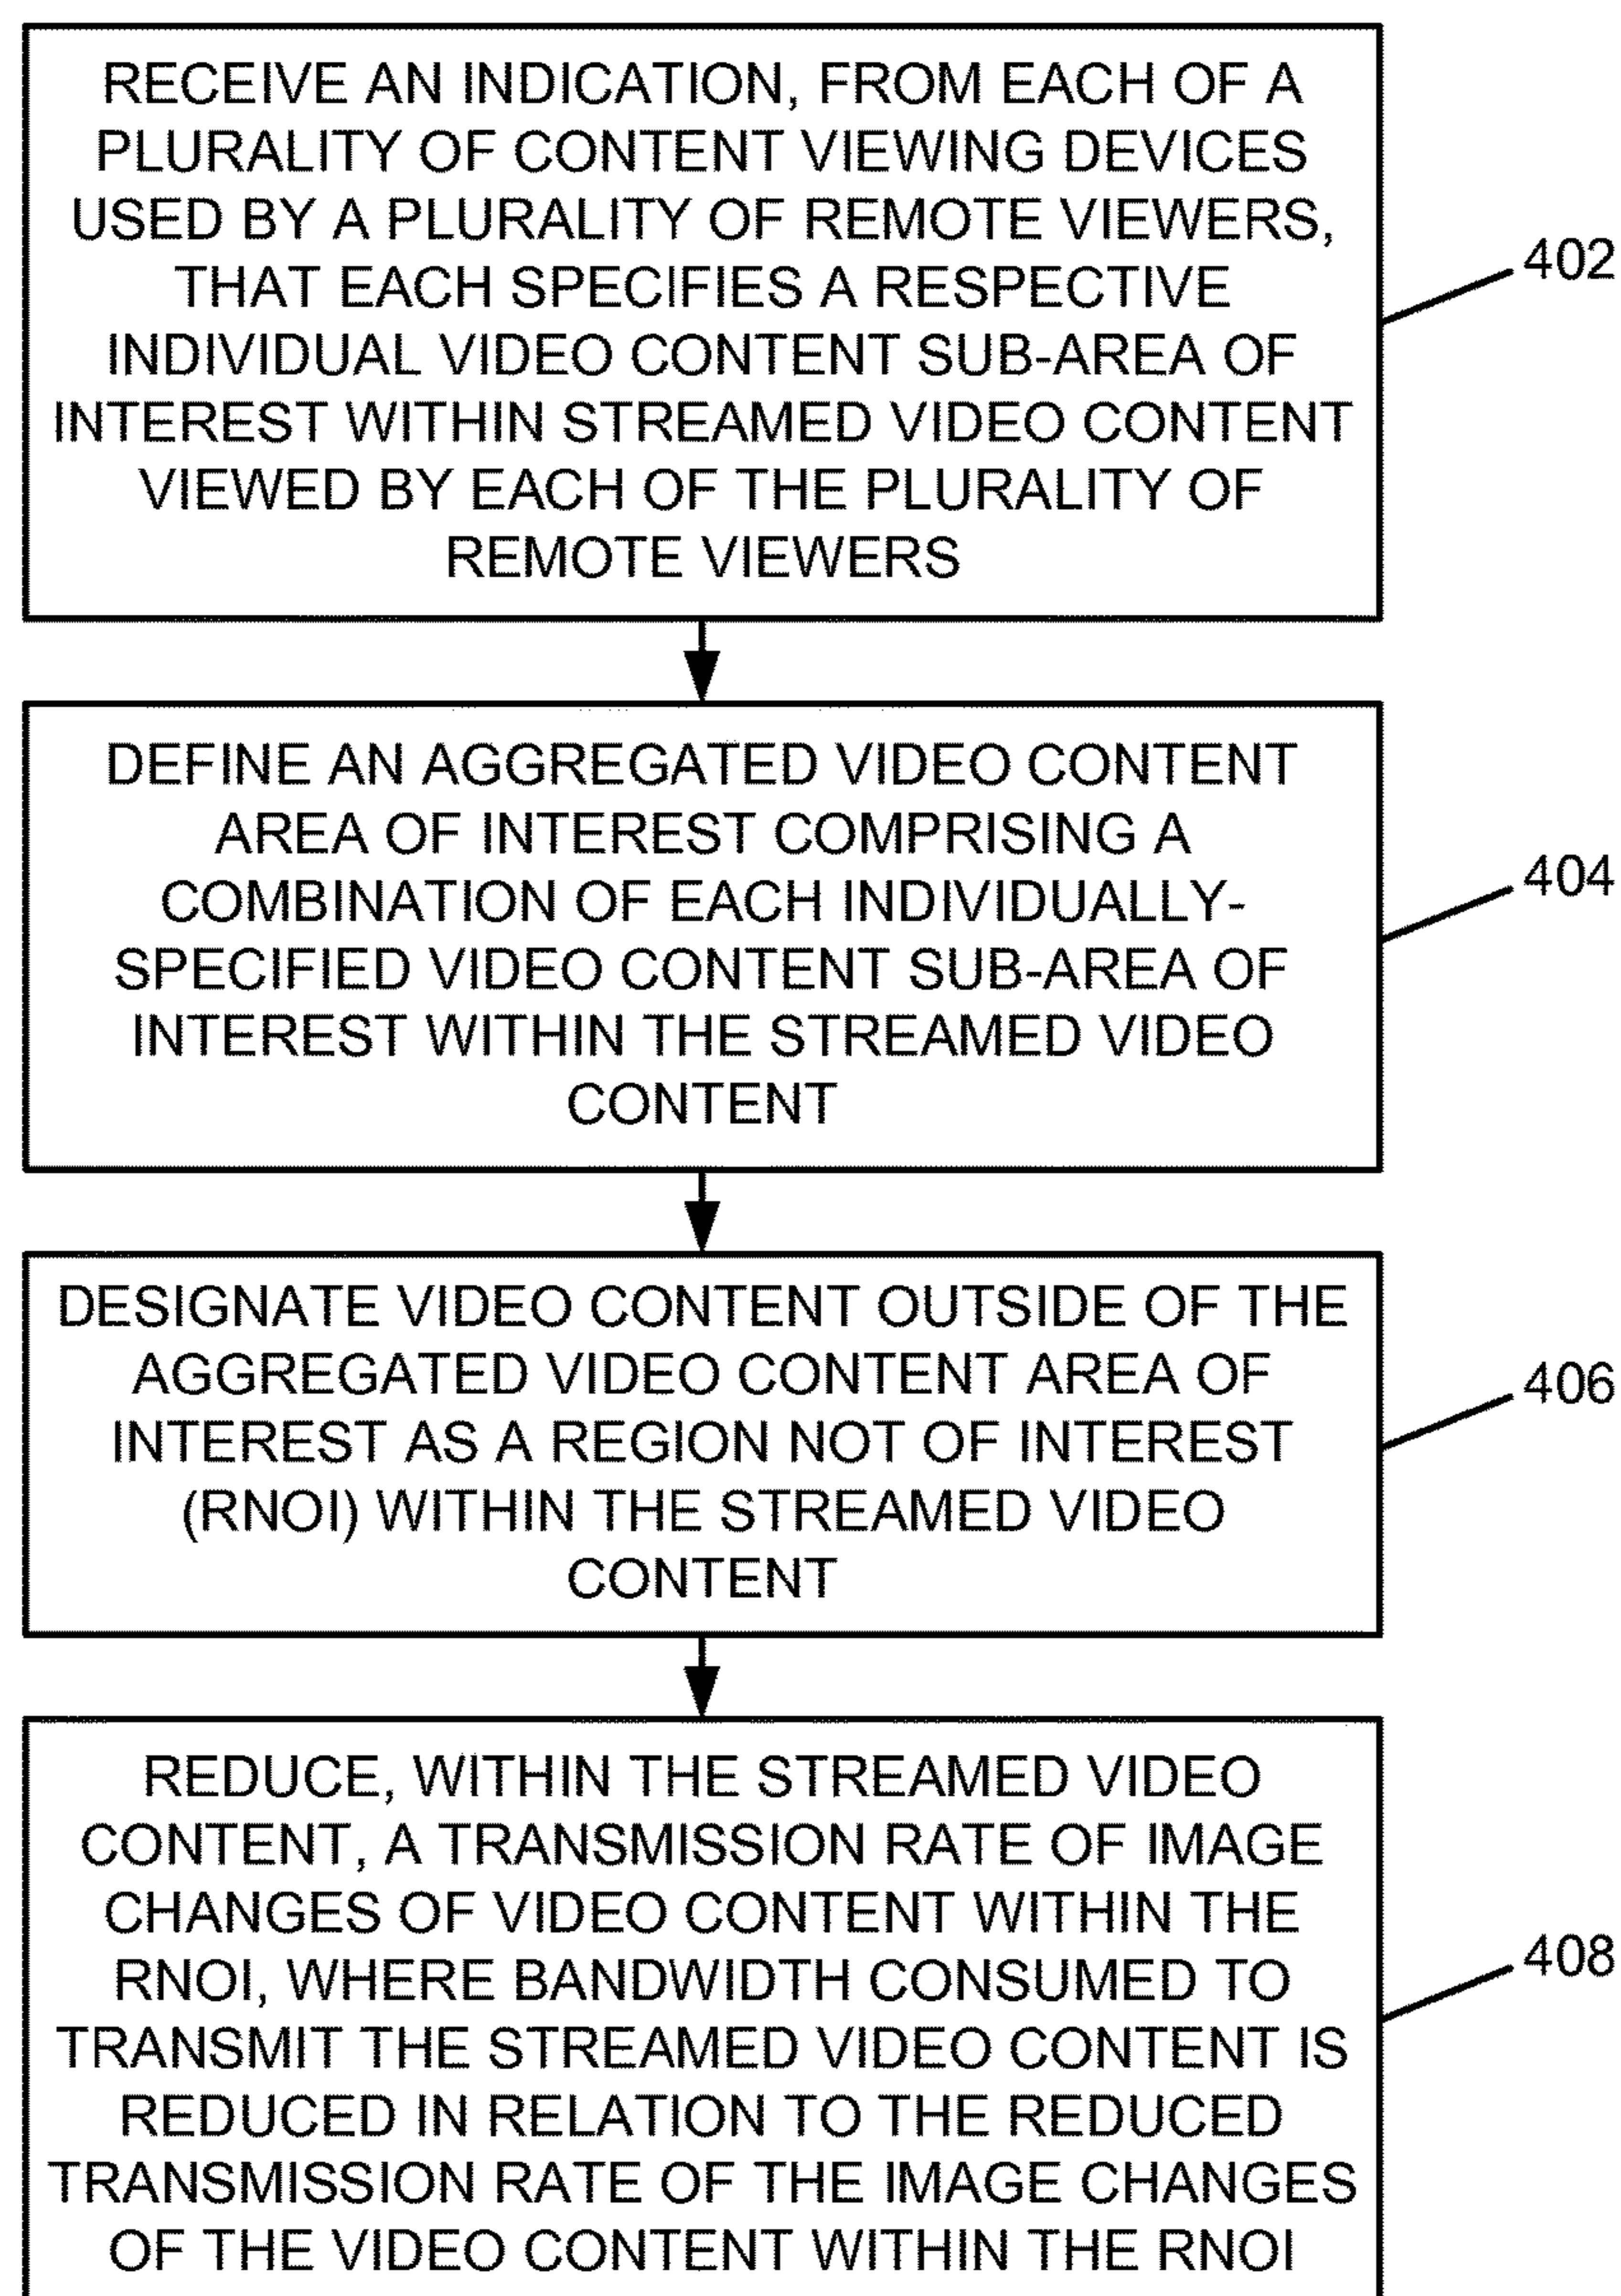 RECEIVE AN INDICATION, FROM EACH OF A
PLURALITY OF CONTENT VIEWING DEVICES
USED BY A PLURALITY OF REMOTE VIEWERS,
THAT EACH SPECIFIES A RESPECTIVE
INDIVIDUAL VIDEO CONTENT SUB-AREA OF
INTEREST WITHIN STREAMED VIDEO CONTENT
VIEWED BY EACH OF THE PLURALITY OF
REMOTE VIEWERS
402
DEFINE AN AGGREGATED VIDEO CONTENT
AREA OF INTEREST COMPRISING A
COMBINATION OF EACH INDIVIDUALLY-
SPECIFIED VIDEO CONTENT SUB-AREA OF
INTEREST WITHIN THE STREAMED VIDEO
CONTENT
404
DESIGNATE VIDEO CONTENT OUTSIDE OF THE
AGGREGATED VIDEO CONTENT AREA OF
INTEREST AS A REGION NOT OF INTEREST
(RNOI) WITHIN THE STREAMED VIDEO
CONTENT
406
REDUCE, WITHIN THE STREAMED VIDEO
CONTENT, A TRANSMISSION RATE OF IMAGE
CHANGES OF VIDEO CONTENT WITHIN THE
RNOI, WHERE BANDWIDTH CONSUMED TO
TRANSMIT THE STREAMED VIDEO CONTENT IS
REDUCED IN RELATION TO THE REDUCED
TRANSMISSION RATE OF THE IMAGE CHANGES
OF THE VIDEO CONTENT WITHIN THE RNOI
408